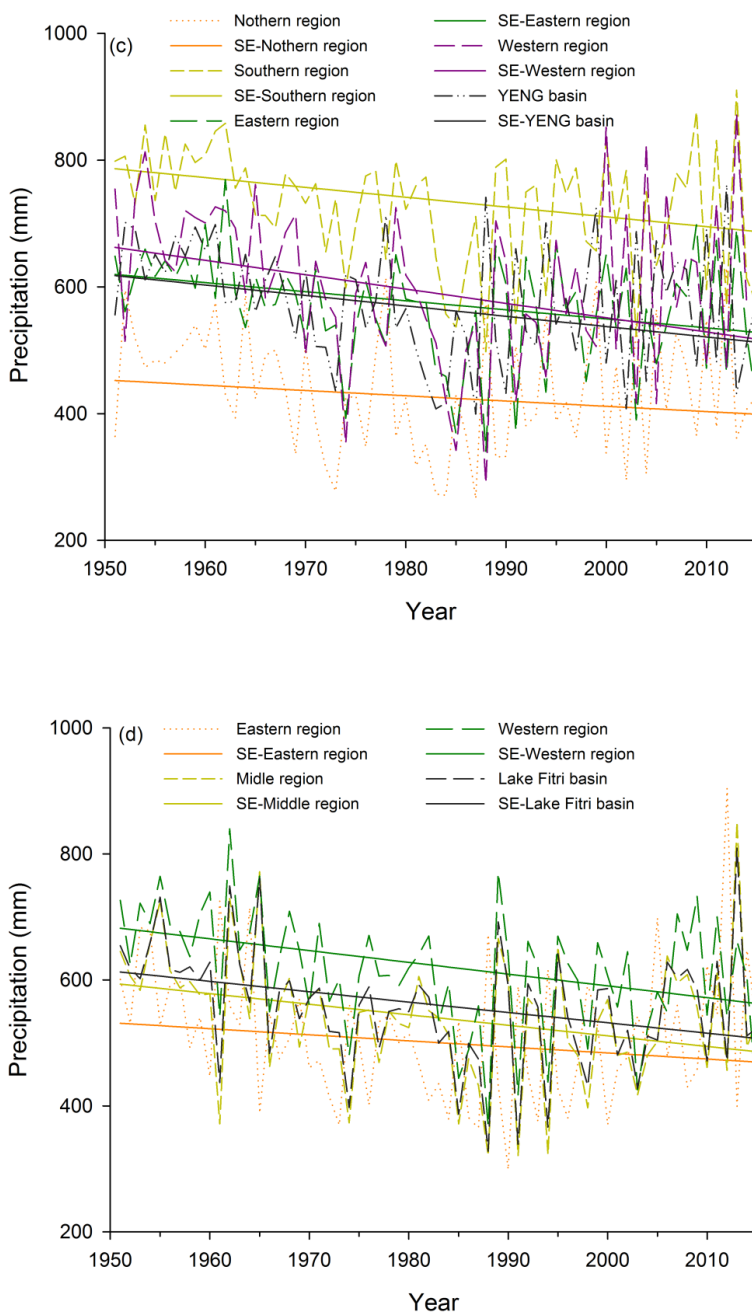 (c)
Nothern region
SE-Nothern region
Southern region
SE-Southern region
Eastern region
SE-Eastern region
Western region
SE-Western region
YENG basin
SE-YENG basin
Precipitation (mm)
1000
800
600
400
200
1950 1960 1970 1980 1990 2000 2010
Year
(d)
Eastern region
SE-Eastern region
Midle region
SE-Middle region
Western region
SE-Western region
Lake Fitri basin
SE-Lake Fitri basin
Precipitation (mm)
1000
800
600
400
200
1950 1960 1970 1980 1990 2000 2010
Year